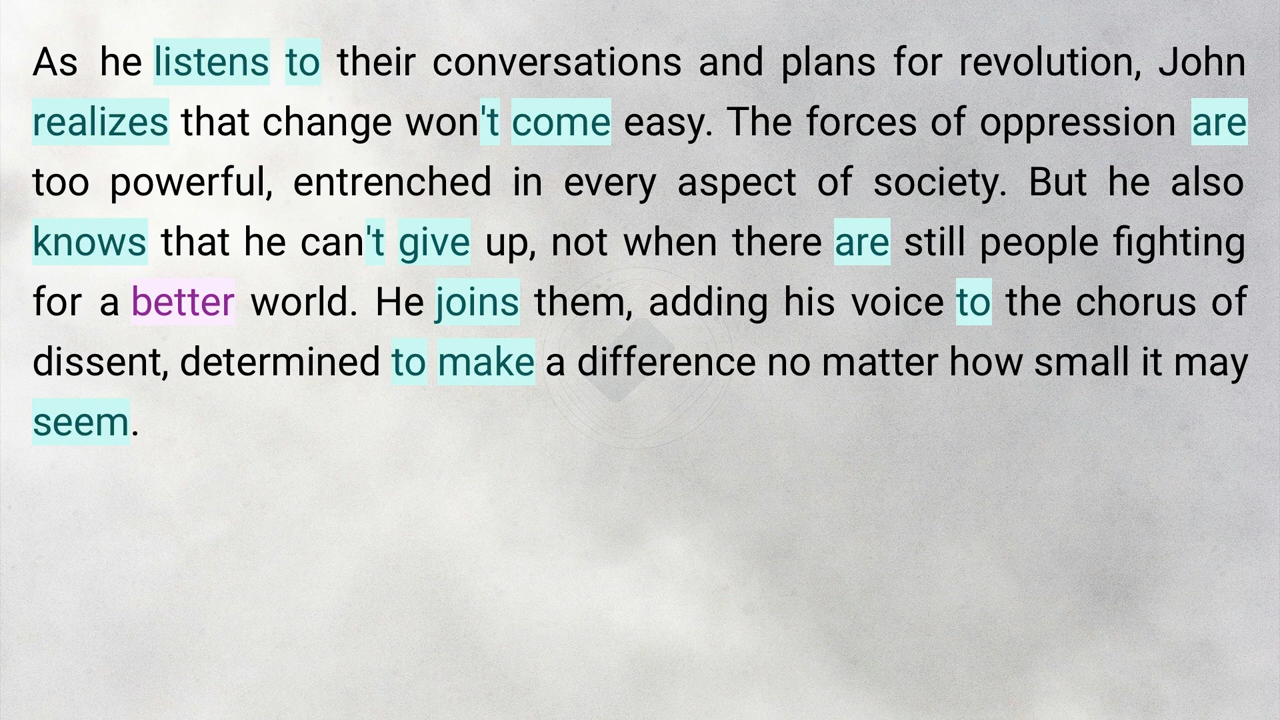 As he listens to their conversations and plans for revolution, John
realizes that change won't come easy. The forces of oppression are
too powerful, entrenched in every aspect of society. But he also
knows that he can't give up, not when there are still people fighting
for a better world. He joins them, adding his voice to the chorus of
dissent, determined to make a difference no matter how small it may
seem.